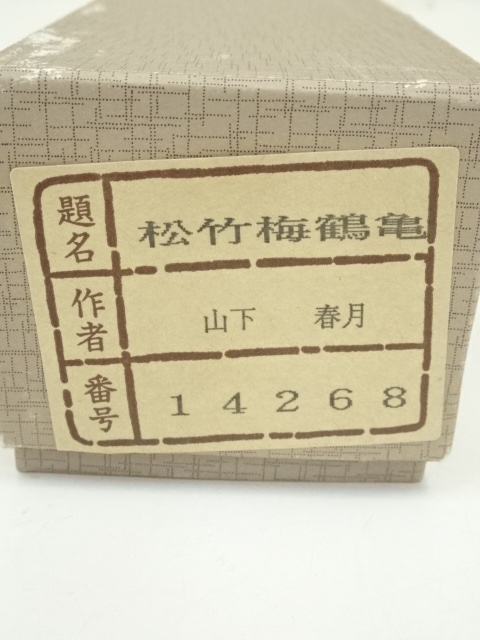 題名 松竹梅鶴亀
作者 山下 春月
番号 14268